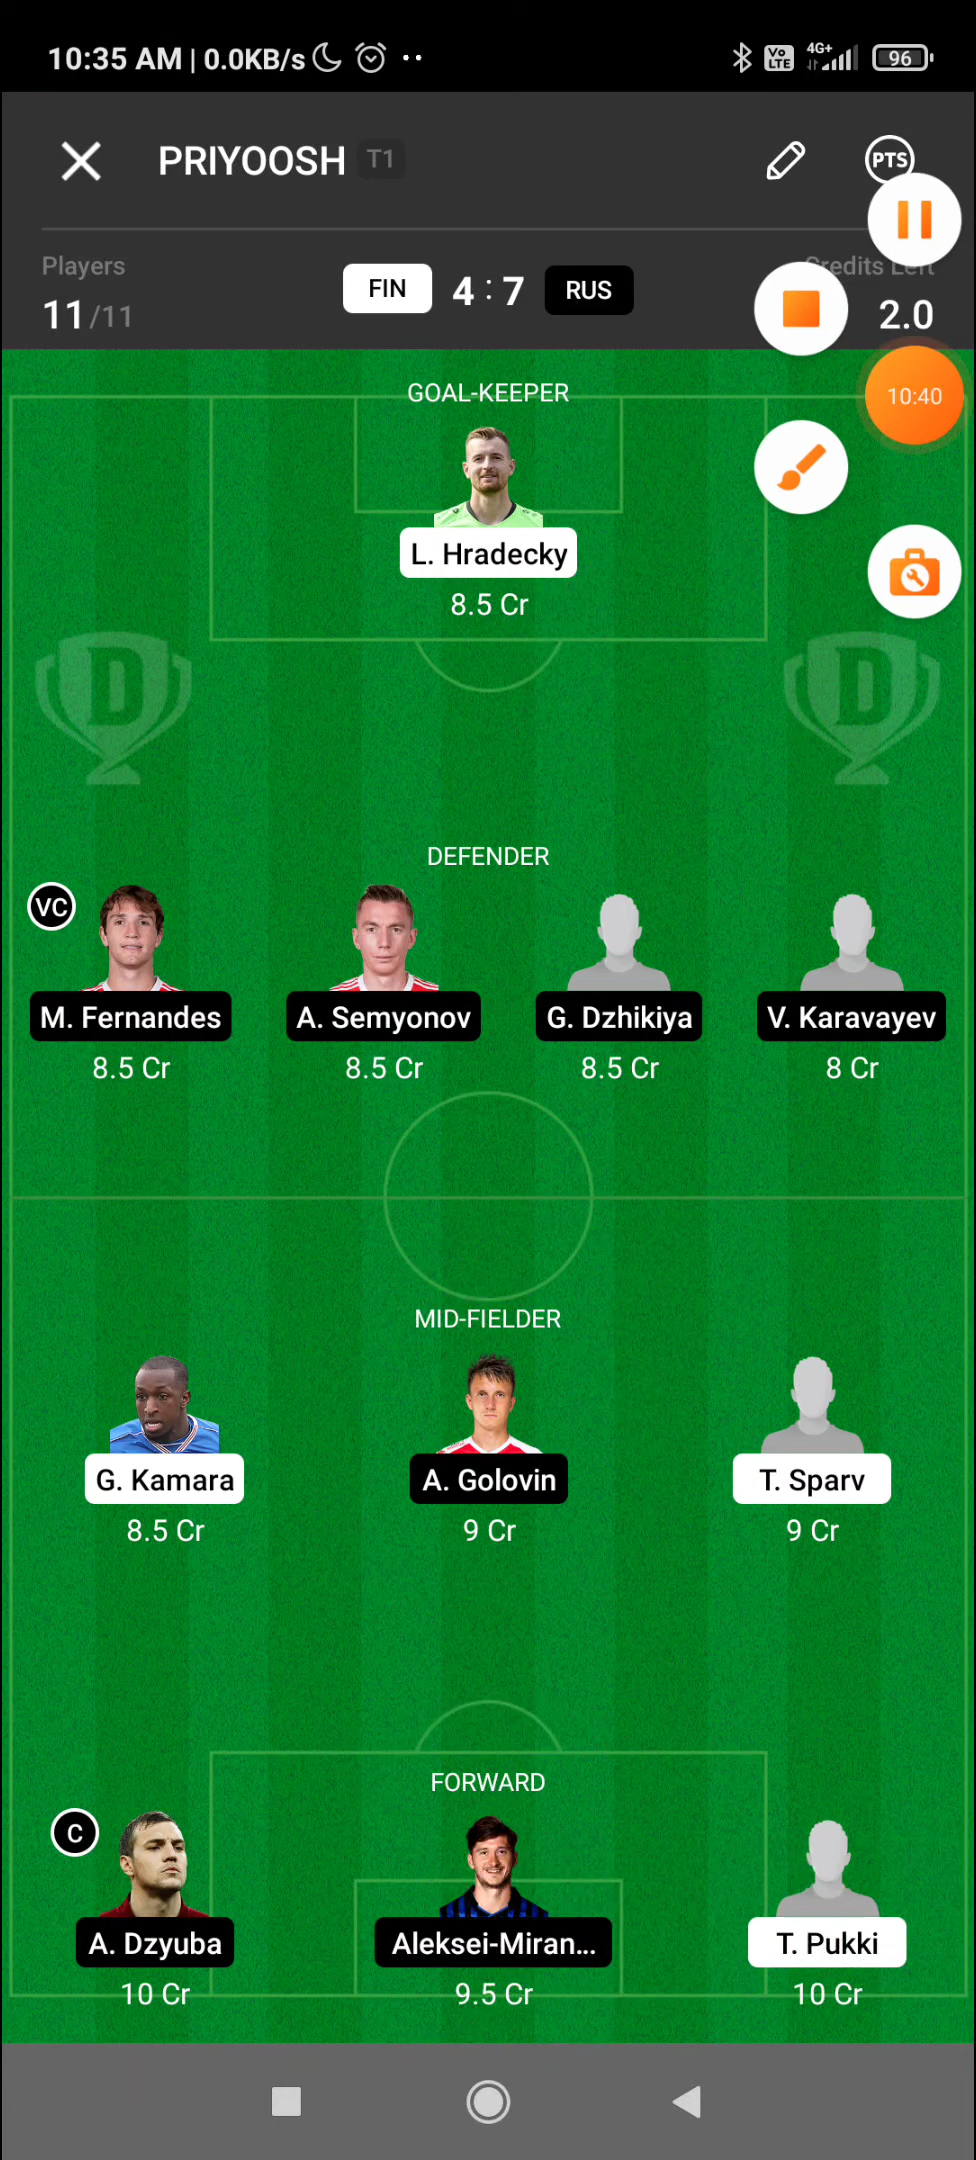 10:35 AM | 0.0KB/s
Vo LTE 4G+ 96
PRIYOOSH T1
PTS
Players
FIN 4 : 7 RUS
Credits Left
11/11
2.0
10:40
GOAL-KEEPER
L. Hradecky
8.5 Cr
D D
DEFENDER
VC
M. Fernandes A. Semyonov G. Dzhikiya V. Karavayev
8.5 Cr 8.5 Cr 8.5 Cr 8 Cr
MID-FIELDER
G. Kamara A. Golovin T. Sparv
8.5 Cr 9 Cr 9 Cr
FORWARD
C
A. Dzyuba Aleksei-Miran... T. Pukki
10 Cr 9.5 Cr 10 Cr